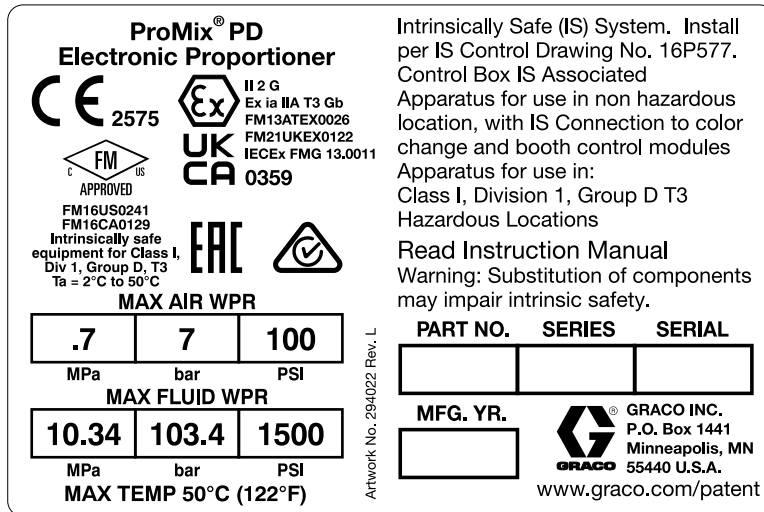 ProMix® PD
Electronic Proportioner
CE 2575
Ex
II 2 G
Ex ia IIA T3 Gb
FM13ATEX0026
FM21UKEX0122
IECEx FMG 13.0011
UK
CA 0359
C FM US
APPROVED
FM16US0241
FM16CA0129
Intrinsically safe
equipment for Class I,
Div 1, Group D, T3
Ta = 2°C to 50°C
EAC
MAX AIR WPR
.7 7 100
MPa bar PSI
MAX FLUID WPR
10.34 103.4 1500
MPa bar PSI
MAX TEMP 50°C (122°F)
Artwork No. 294022 Rev. L
Intrinsically Safe (IS) System. Install
per IS Control Drawing No. 16P577.
Control Box IS Associated
Apparatus for use in non hazardous
location, with IS Connection to color
change and booth control modules
Apparatus for use in:
Class I, Division 1, Group D T3
Hazardous Locations
Read Instruction Manual
Warning: Substitution of components
may impair intrinsic safety.
PART NO. SERIES SERIAL
MFG. YR.
G®
GRACO
GRACO INC.
P.O. Box 1441
Minneapolis, MN
55440 U.S.A.
www.graco.com/patent